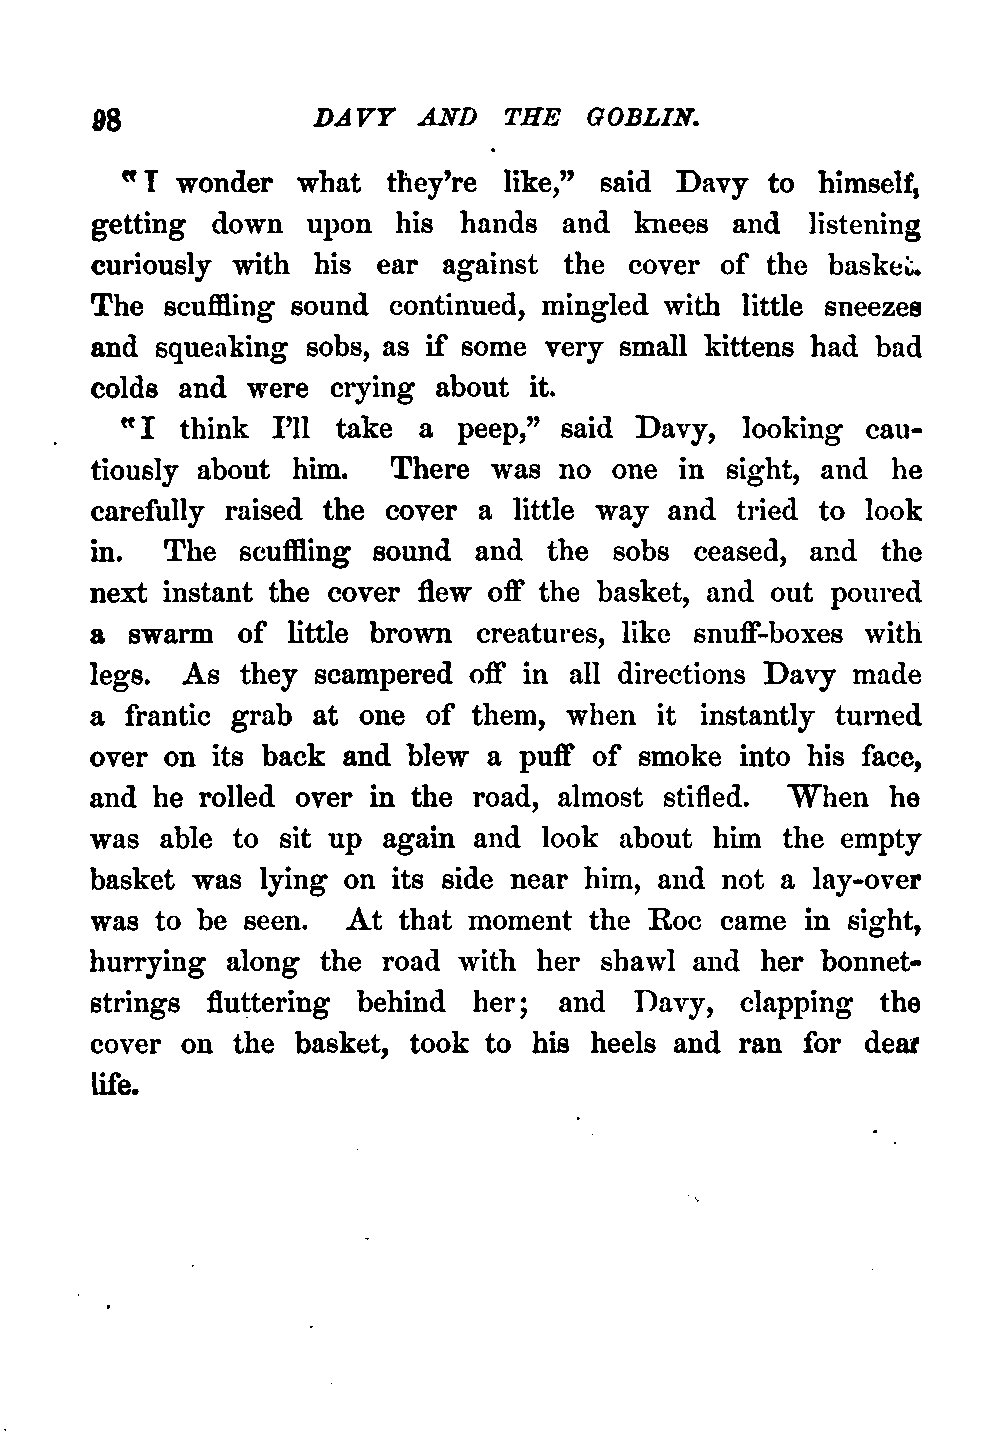 98 DAVY AND THE GOBLIN.
"I wonder what they're like," said Davy to himself,
getting down upon his hands and knees and listening
curiously with his ear against the cover of the basket.
The scuffling sound continued, mingled with little sneezes
and squeaking sobs, as if some very small kittens had bad
colds and were crying about it.
"I think I'll take a peep," said Davy, looking cau-
tiously about him. There was no one in sight, and he
carefully raised the cover a little way and tried to look
in. The scuffling sound and the sobs ceased, and the
next instant the cover flew off the basket, and out poured
a swarm of little brown creatures, like snuff-boxes with
legs. As they scampered off in all directions Davy made
a frantic grab at one of them, when it instantly turned
over on its back and blew a puff of smoke into his face,
and he rolled over in the road, almost stifled. When he
was able to sit up again and look about him the empty
basket was lying on its side near him, and not a lay-over
was to be seen. At that moment the Roc came in sight,
hurrying along the road with her shawl and her bonnet-
strings fluttering behind her; and Davy, clapping the
cover on the basket, took to his heels and ran for dear
life.